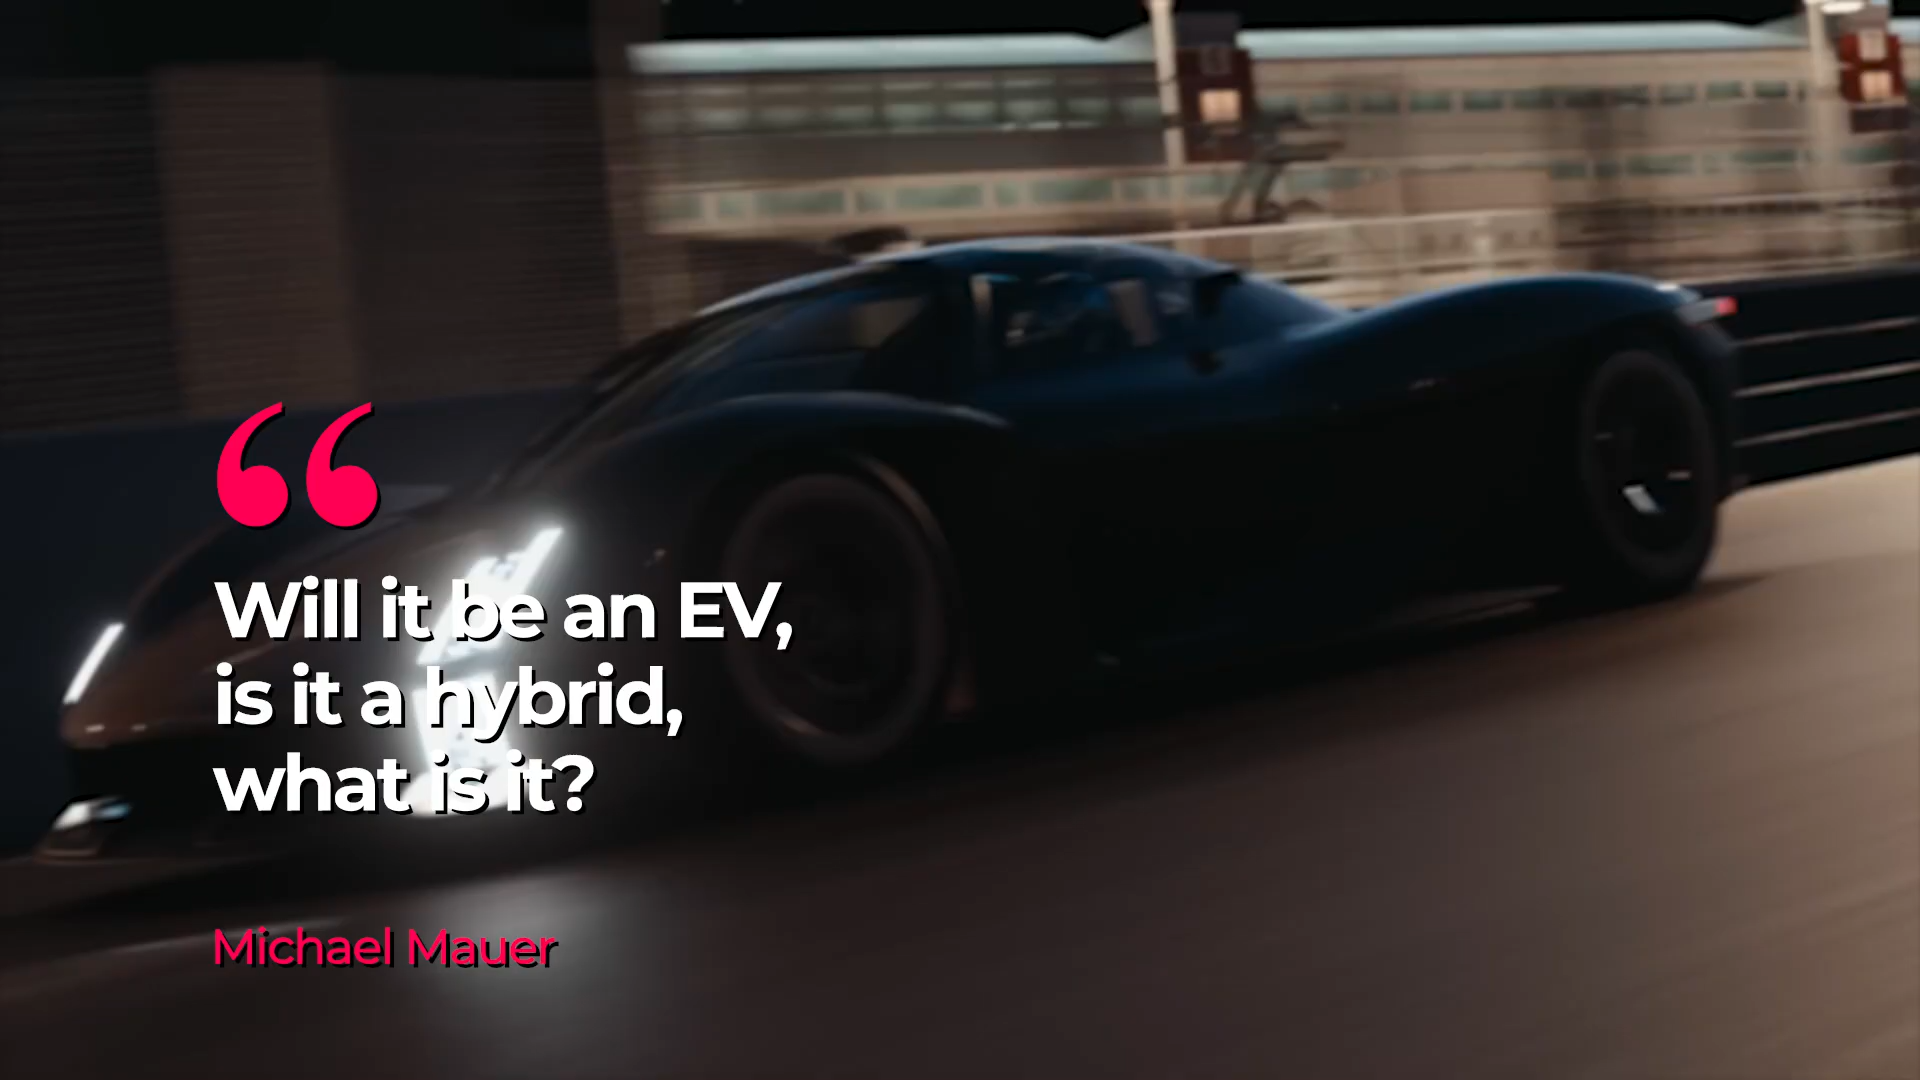 “
Will it be an EV,
is it a hybrid,
what is it?
Michael Mauer